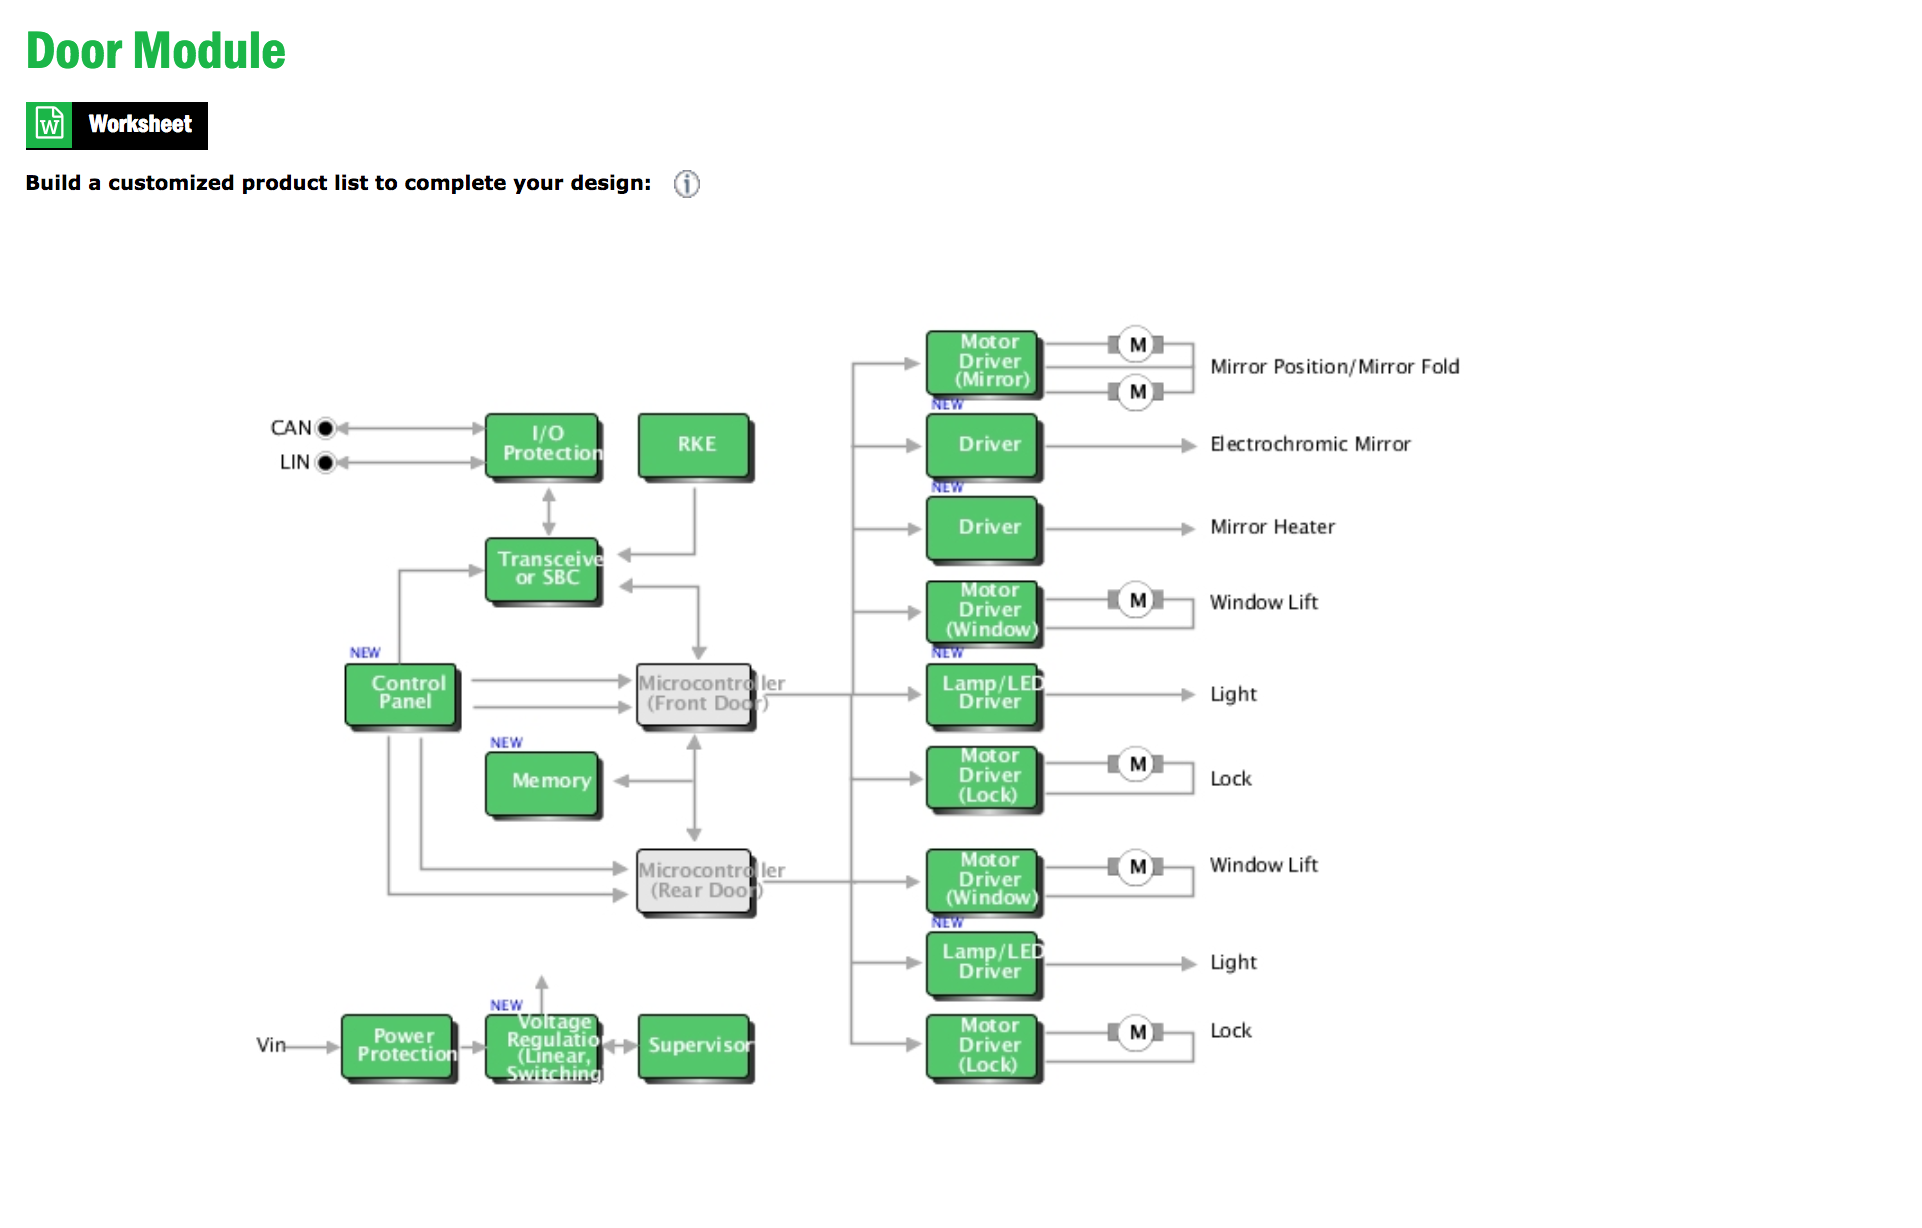 Door Module
W
Worksheet
Build a customized product list to complete your design:
i
CAN
LIN
I/O
Protection
RKE
Transceive
or SBC
NEW
Control
Panel
Microcontroller
(Front Door)
NEW
Memory
Microcontroller
(Rear Door)
Vin
Power
Protection
NEW
Voltage
Regulatio
(Linear,
Switching
Supervisor
Motor
Driver
(Mirror)
M
M
Mirror Position/Mirror Fold
NEW
Driver
Electrochromic Mirror
NEW
Driver
Mirror Heater
Motor
Driver
(Window)
M
Window Lift
NEW
Lamp/LED
Driver
Light
Motor
Driver
(Lock)
M
Lock
Motor
Driver
(Window)
M
Window Lift
NEW
Lamp/LED
Driver
Light
Motor
Driver
(Lock)
M
Lock